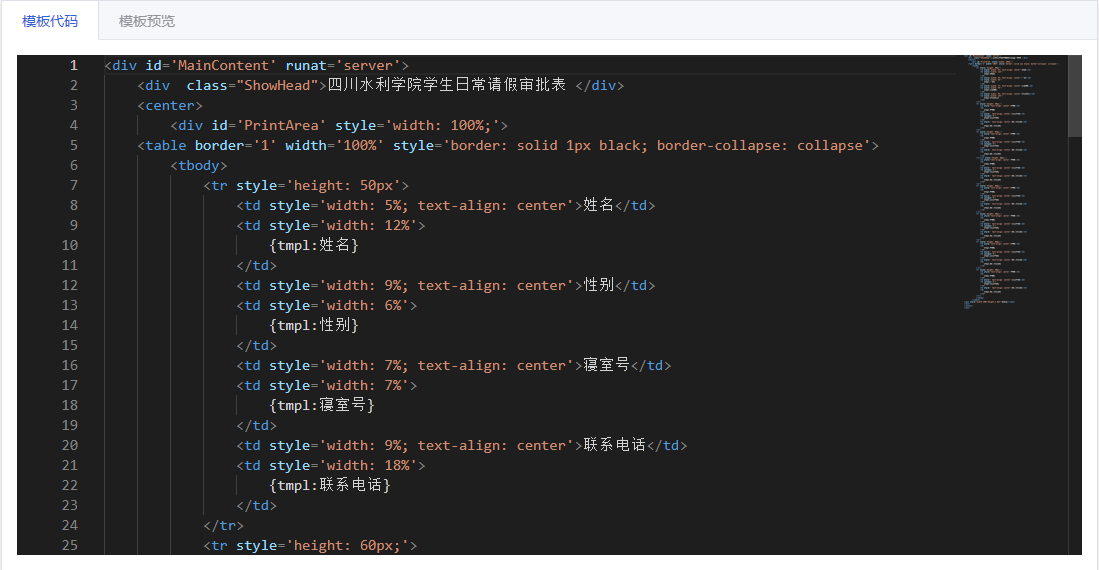 模板代码 模板预览
1 <div id='MainContent' runat='server'>
2 <div  class="ShowHead">四川水利学院学生日常请假审批表 </div>
3 <center>
4 <div id='PrintArea' style='width: 100%;'>
5 <table border='1' width='100%' style='border: solid 1px black; border-collapse: collapse'>
6 <tbody>
7 <tr style='height: 50px'>
8 <td style='width: 5%; text-align: center'>姓名</td>
9 <td style='width: 12%'>
10 {tmpl:姓名}
11 </td>
12 <td style='width: 9%; text-align: center'>性别</td>
13 <td style='width: 6%'>
14 {tmpl:性别}
15 </td>
16 <td style='width: 7%; text-align: center'>寝室号</td>
17 <td style='width: 7%'>
18 {tmpl:寝室号}
19 </td>
20 <td style='width: 9%; text-align: center'>联系电话</td>
21 <td style='width: 18%'>
22 {tmpl:联系电话}
23 </td>
24 </tr>
25 <tr style='height: 60px;'>